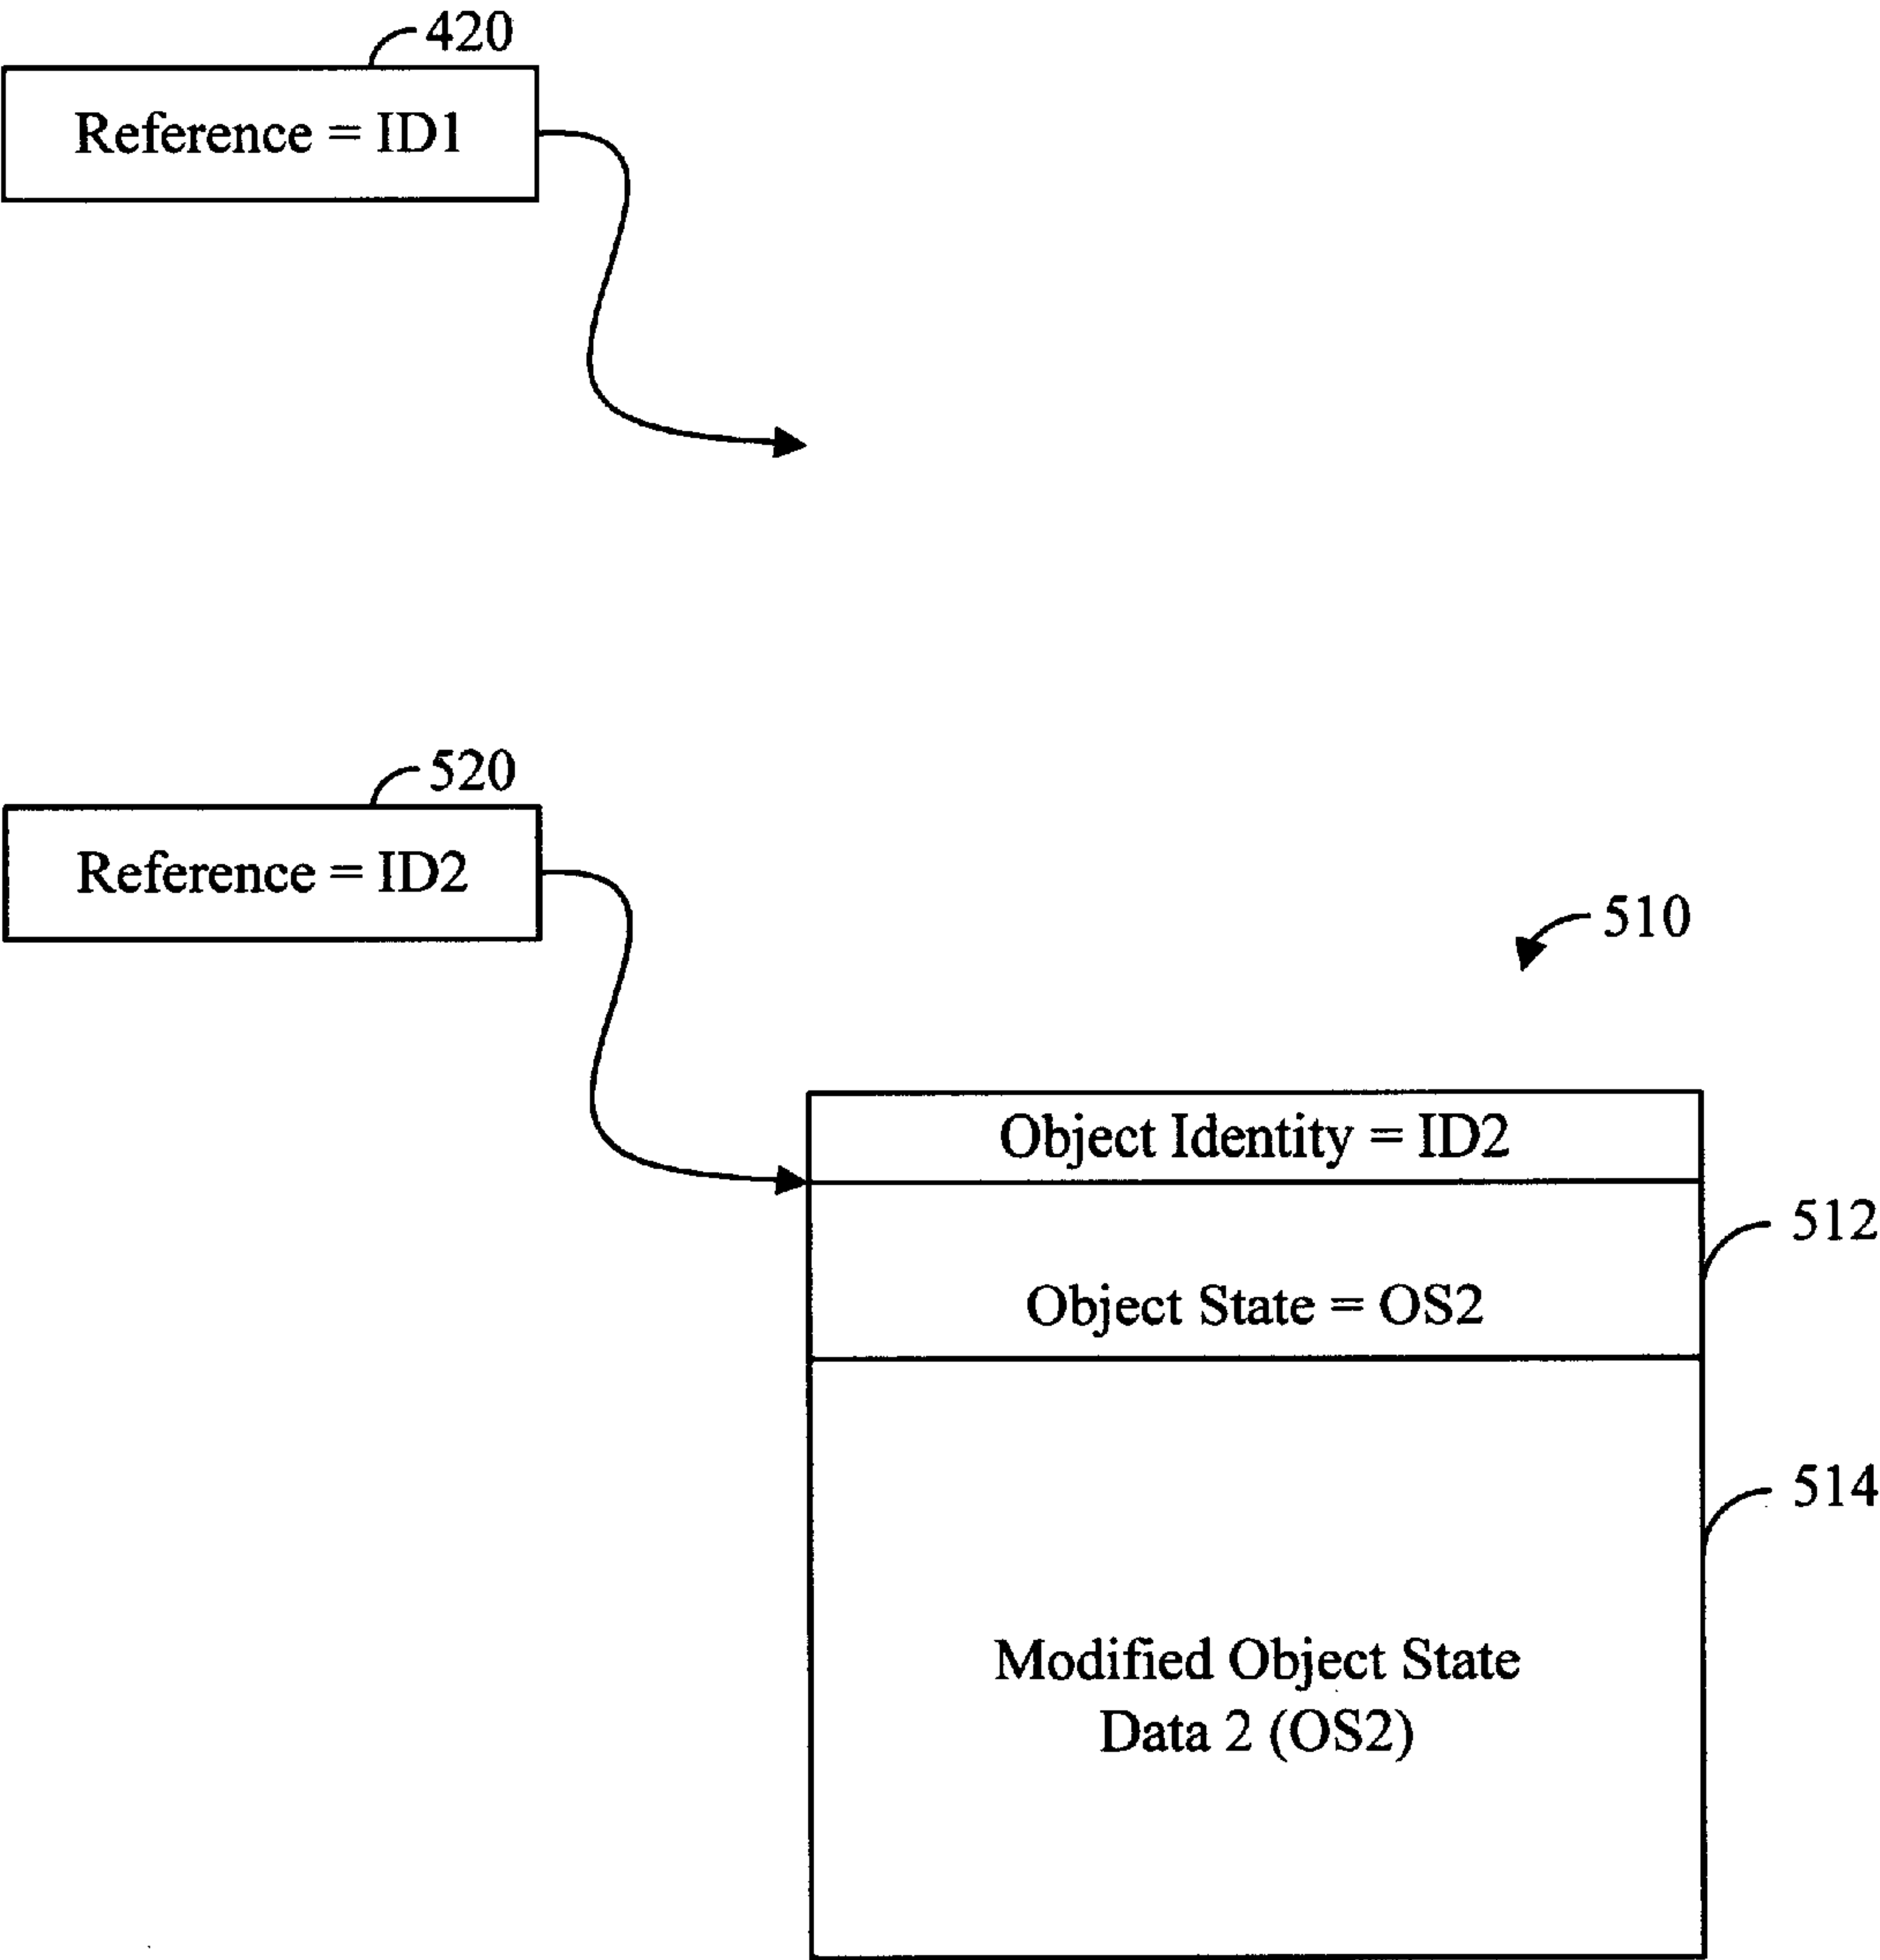 420
Reference = ID1
520
Reference = ID2
510
Object Identity = ID2
512
Object State = OS2
514
Modified Object State
Data 2 (OS2)